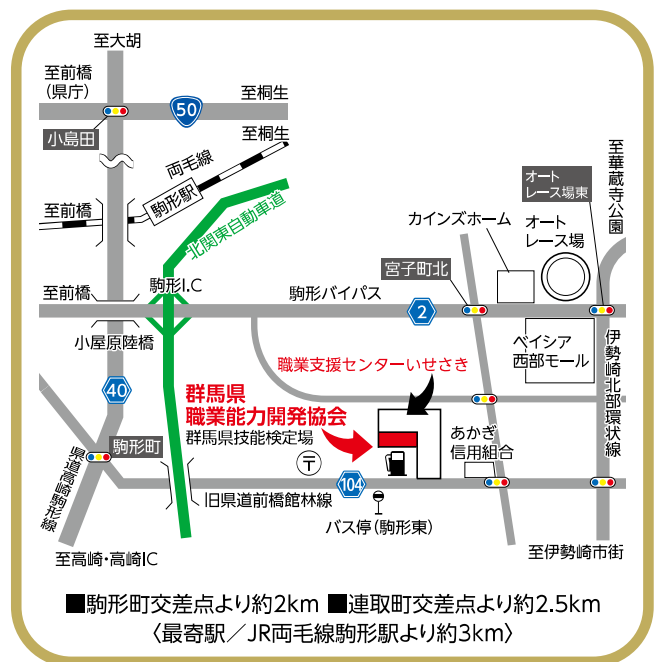 至大胡
至前橋
(県庁)
50
至桐生
小島田
至桐生
両毛線
駒形駅
至前橋
北関東自動車道
至華蔵寺公園
オート
レース場東
カインズホーム
オート
レース場
宮子町北
駒形I.C
至前橋
駒形バイパス
2
小屋原陸橋
ベイシア
西部モール
伊勢崎北部環状線
職業支援センターいせさき
40
群馬県
職業能力開発協会
群馬県技能検定場
あかぎ
信用組合
駒形町
〒
104
県道高崎駒形線
旧県道前橋館林線
バス停(駒形東)
至高崎・高崎IC
至伊勢崎市街
■駒形町交差点より約2km ■連取町交差点より約2.5km
〈最寄駅/JR両毛線駒形駅より約3km〉